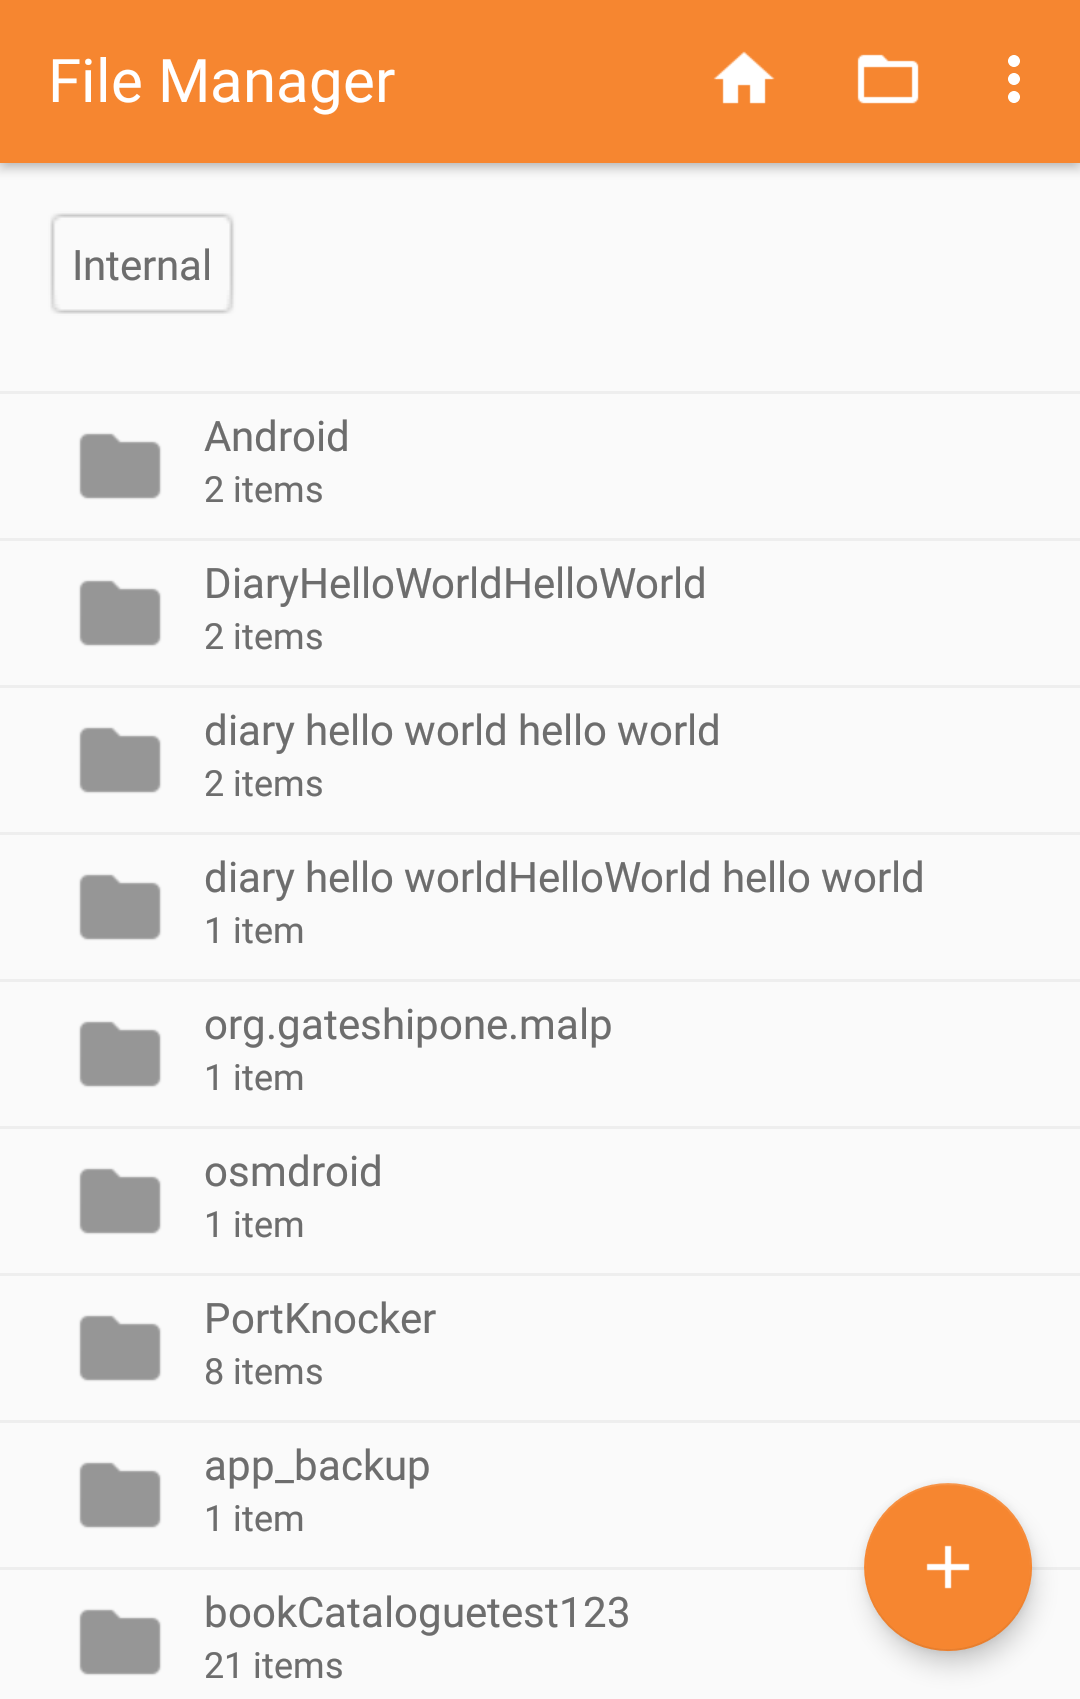 File Manager
Internal
Android
2 items
DiaryHelloWorldHelloWorld
2 items
diary hello world hello world
2 items
diary hello worldHelloWorld hello world
1 item
org.gateshipone.malp
1 item
osmdroid
1 item
PortKnocker
8 items
app_backup
1 item
bookCataloguetest123
21 items